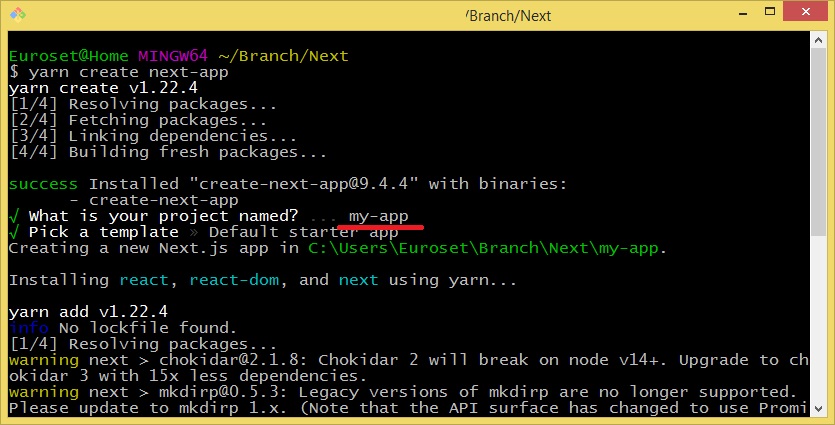 /Branch/Next
Euroset@Home MINGW64 ~/Branch/Next
$ yarn create next-app
yarn create v1.22.4
[1/4] Resolving packages...
[2/4] Fetching packages...
[3/4] Linking dependencies...
[4/4] Building fresh packages...
success Installed "create-next-app@9.4.4" with binaries:
      - create-next-app
√ What is your project named? ... my-app
√ Pick a template » Default starter app
Creating a new Next.js app in C:\Users\Euroset\Branch\Next\my-app.
Installing react, react-dom, and next using yarn...
yarn add v1.22.4
info No lockfile found.
[1/4] Resolving packages...
warning next > chokidar@2.1.8: Chokidar 2 will break on node v14+. Upgrade to ch
okidar 3 with 15x less dependencies.
warning next > mkdirp@0.5.3: Legacy versions of mkdirp are no longer supported.
Please update to mkdirp 1.x. (Note that the API surface has changed to use Promi